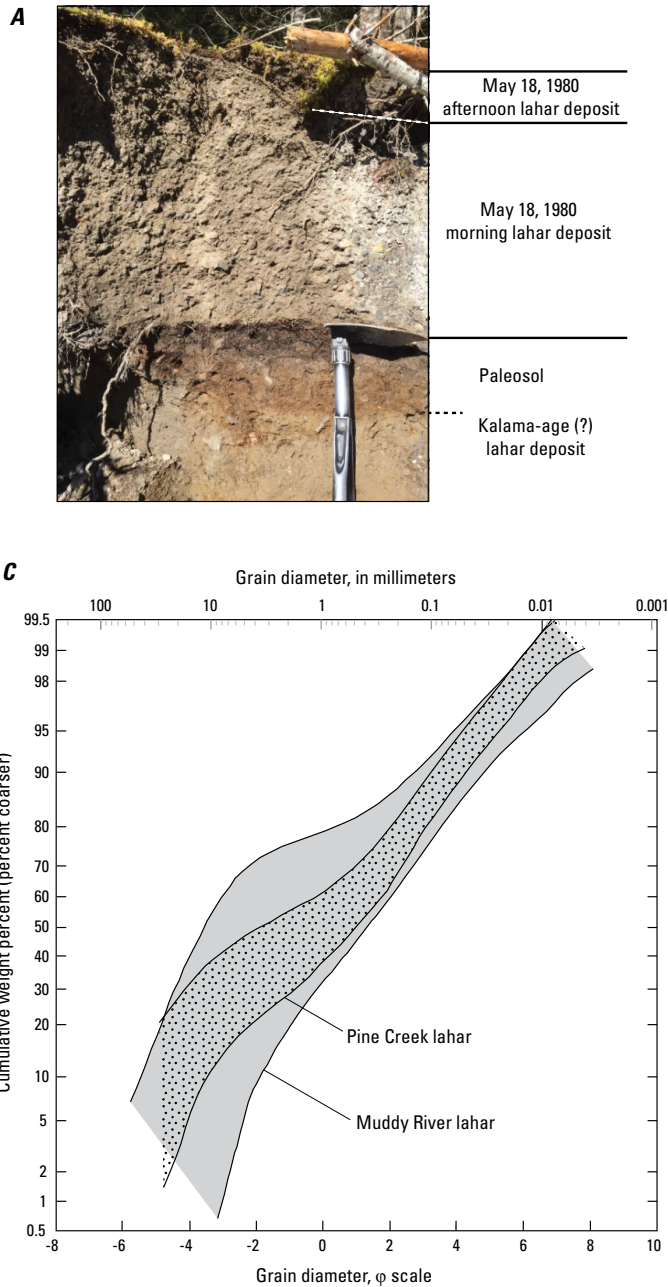 A
May 18, 1980
afternoon lahar deposit
May 18, 1980
morning lahar deposit
Paleosol
Kalama-age (?)
lahar deposit
C
Grain diameter, in millimeters
100 10 1 0.1 0.01 0.001
Cumulative weight percent (percent coarser)
99.5
99
98
95
90
80
70
60
50
40
30
20
10
5
2
1
0.5
Pine Creek lahar
Muddy River lahar
-8 -6 -4 -2 0 2 4 6 8 10
Grain diameter, φ scale